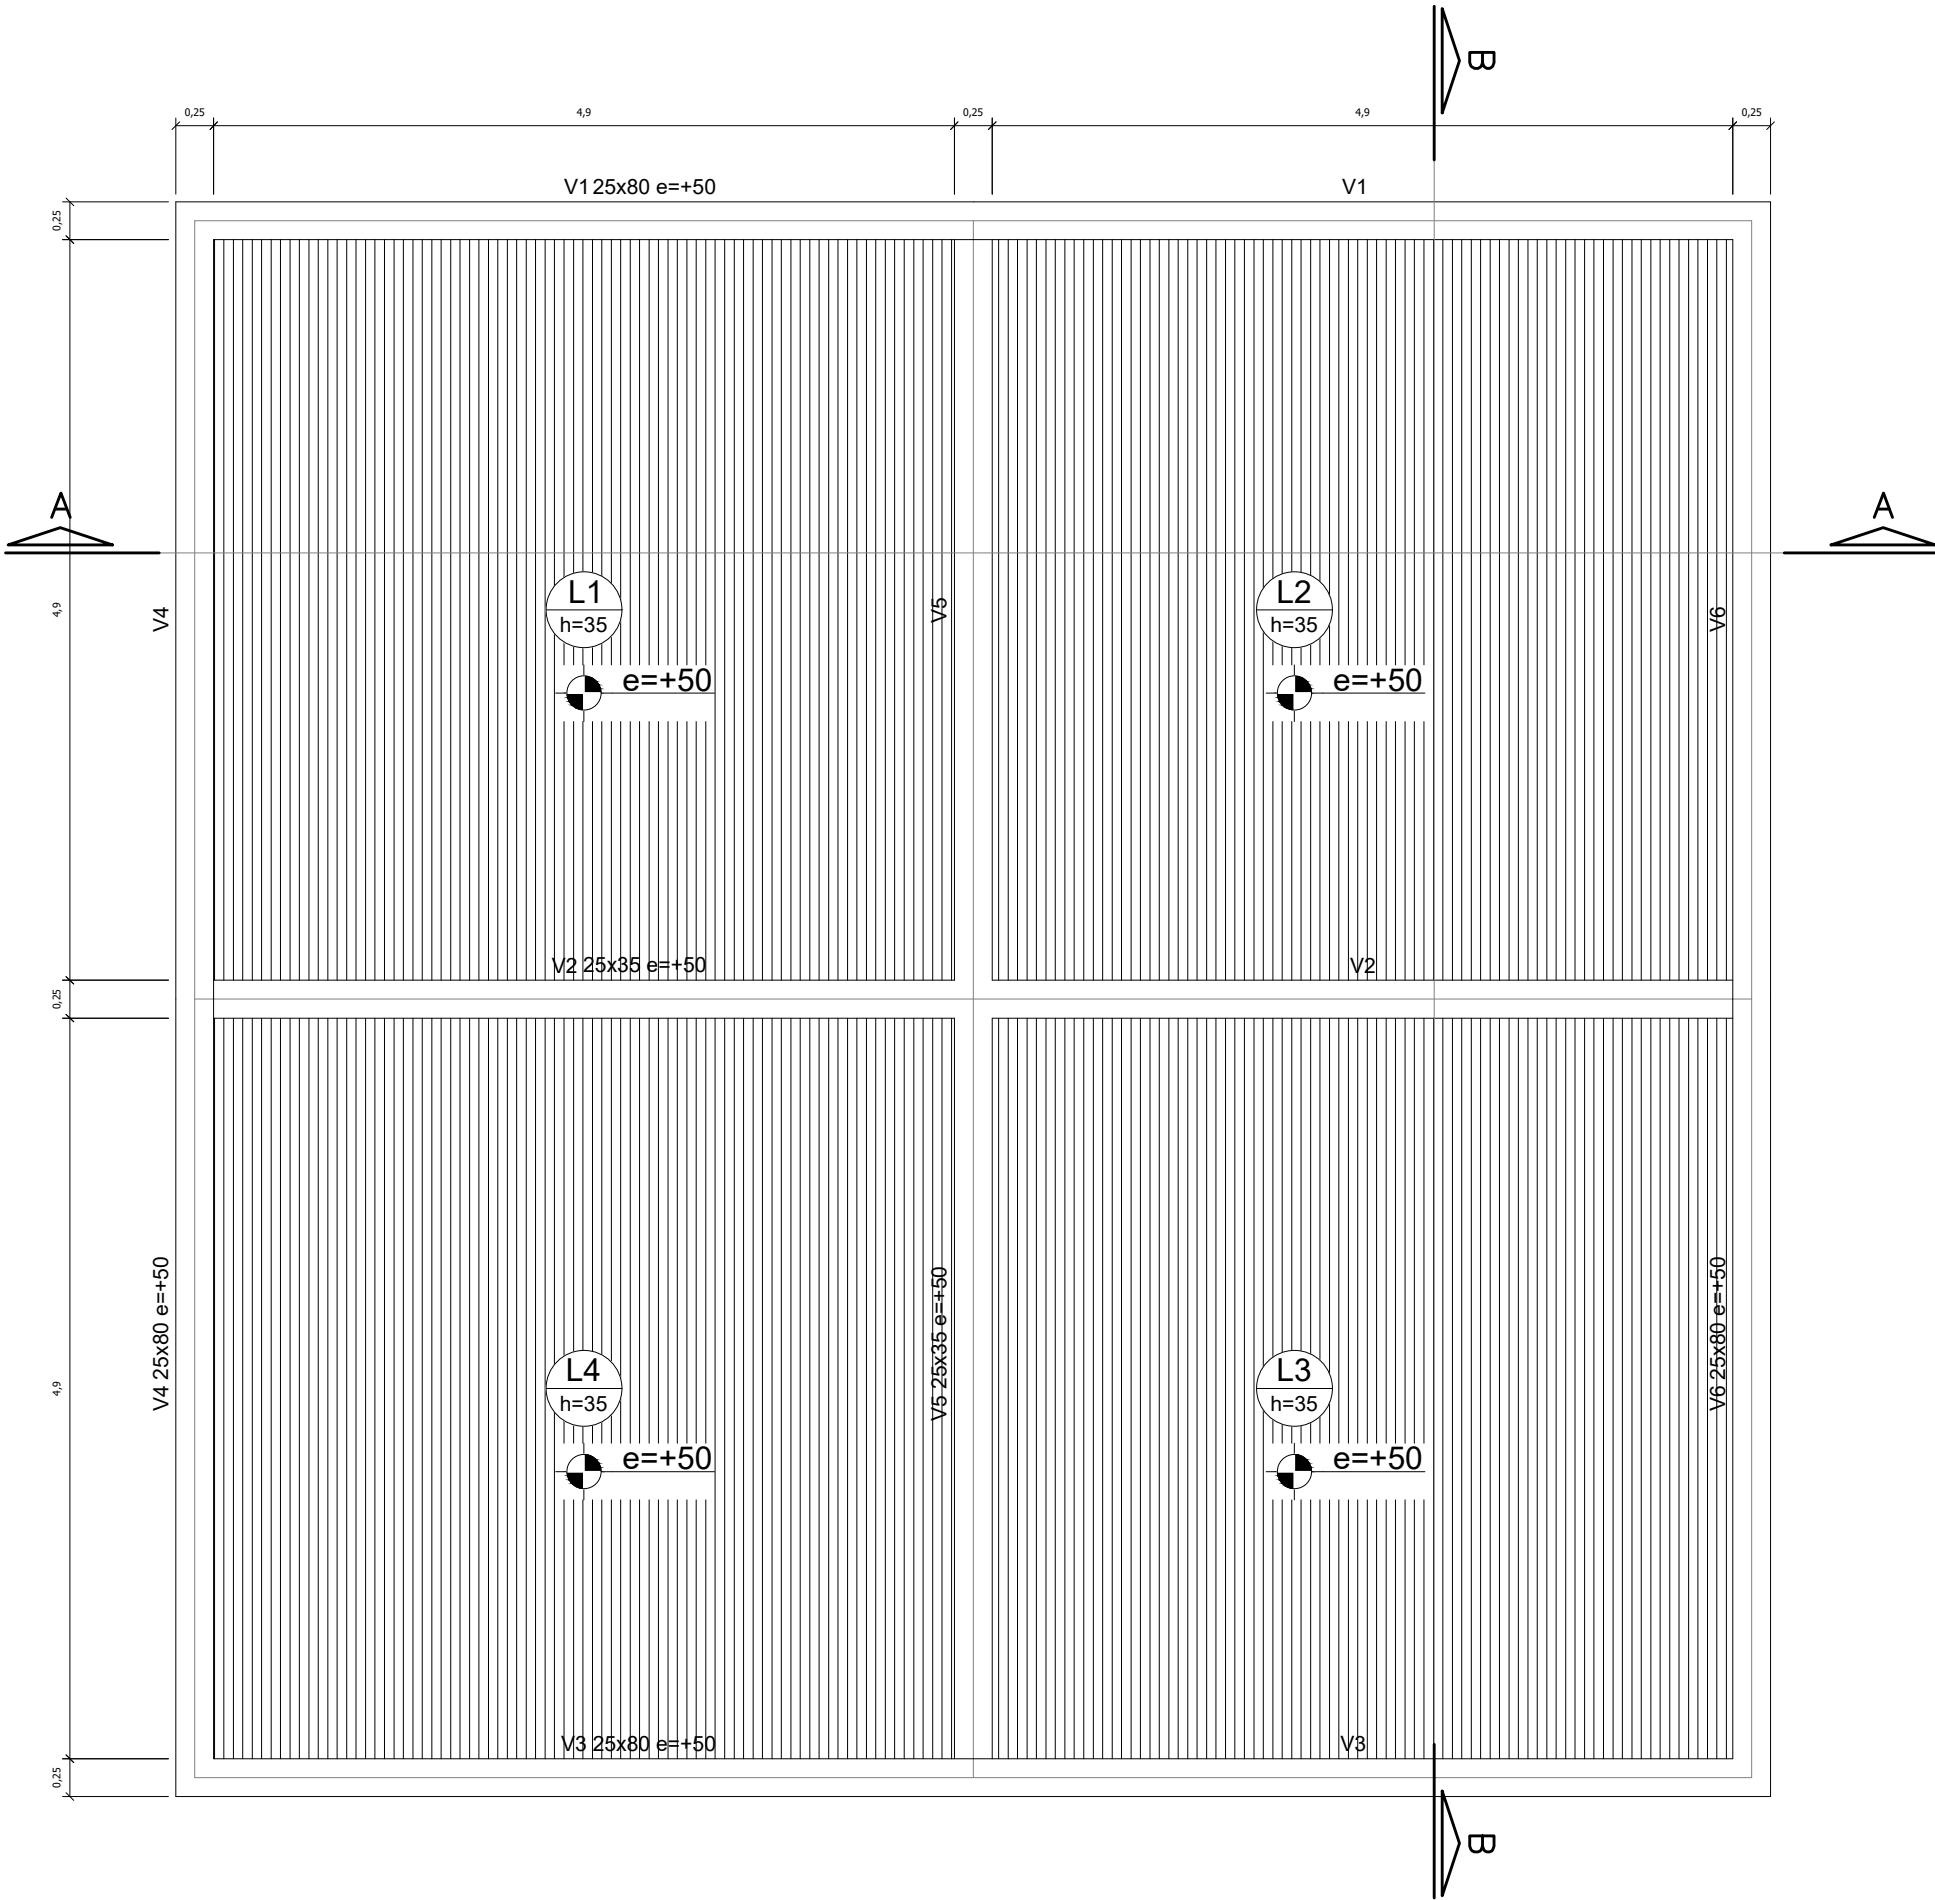 B
0,25 4,9 0,25 4,9 0,25
V1 25x80 e=+50 V1
0,25
A A
4,9
V4 V5 V6
L1 L2
h=35 h=35
e=+50 e=+50
V2 25x35 e=+50 V2
0,25
V4 25x80 e=+50
V5 25x35 e=+50
V6 25x80 e=+50
4,9
L4 L3
h=35 h=35
e=+50 e=+50
V3 25x80 e=+50 V3
0,25
B